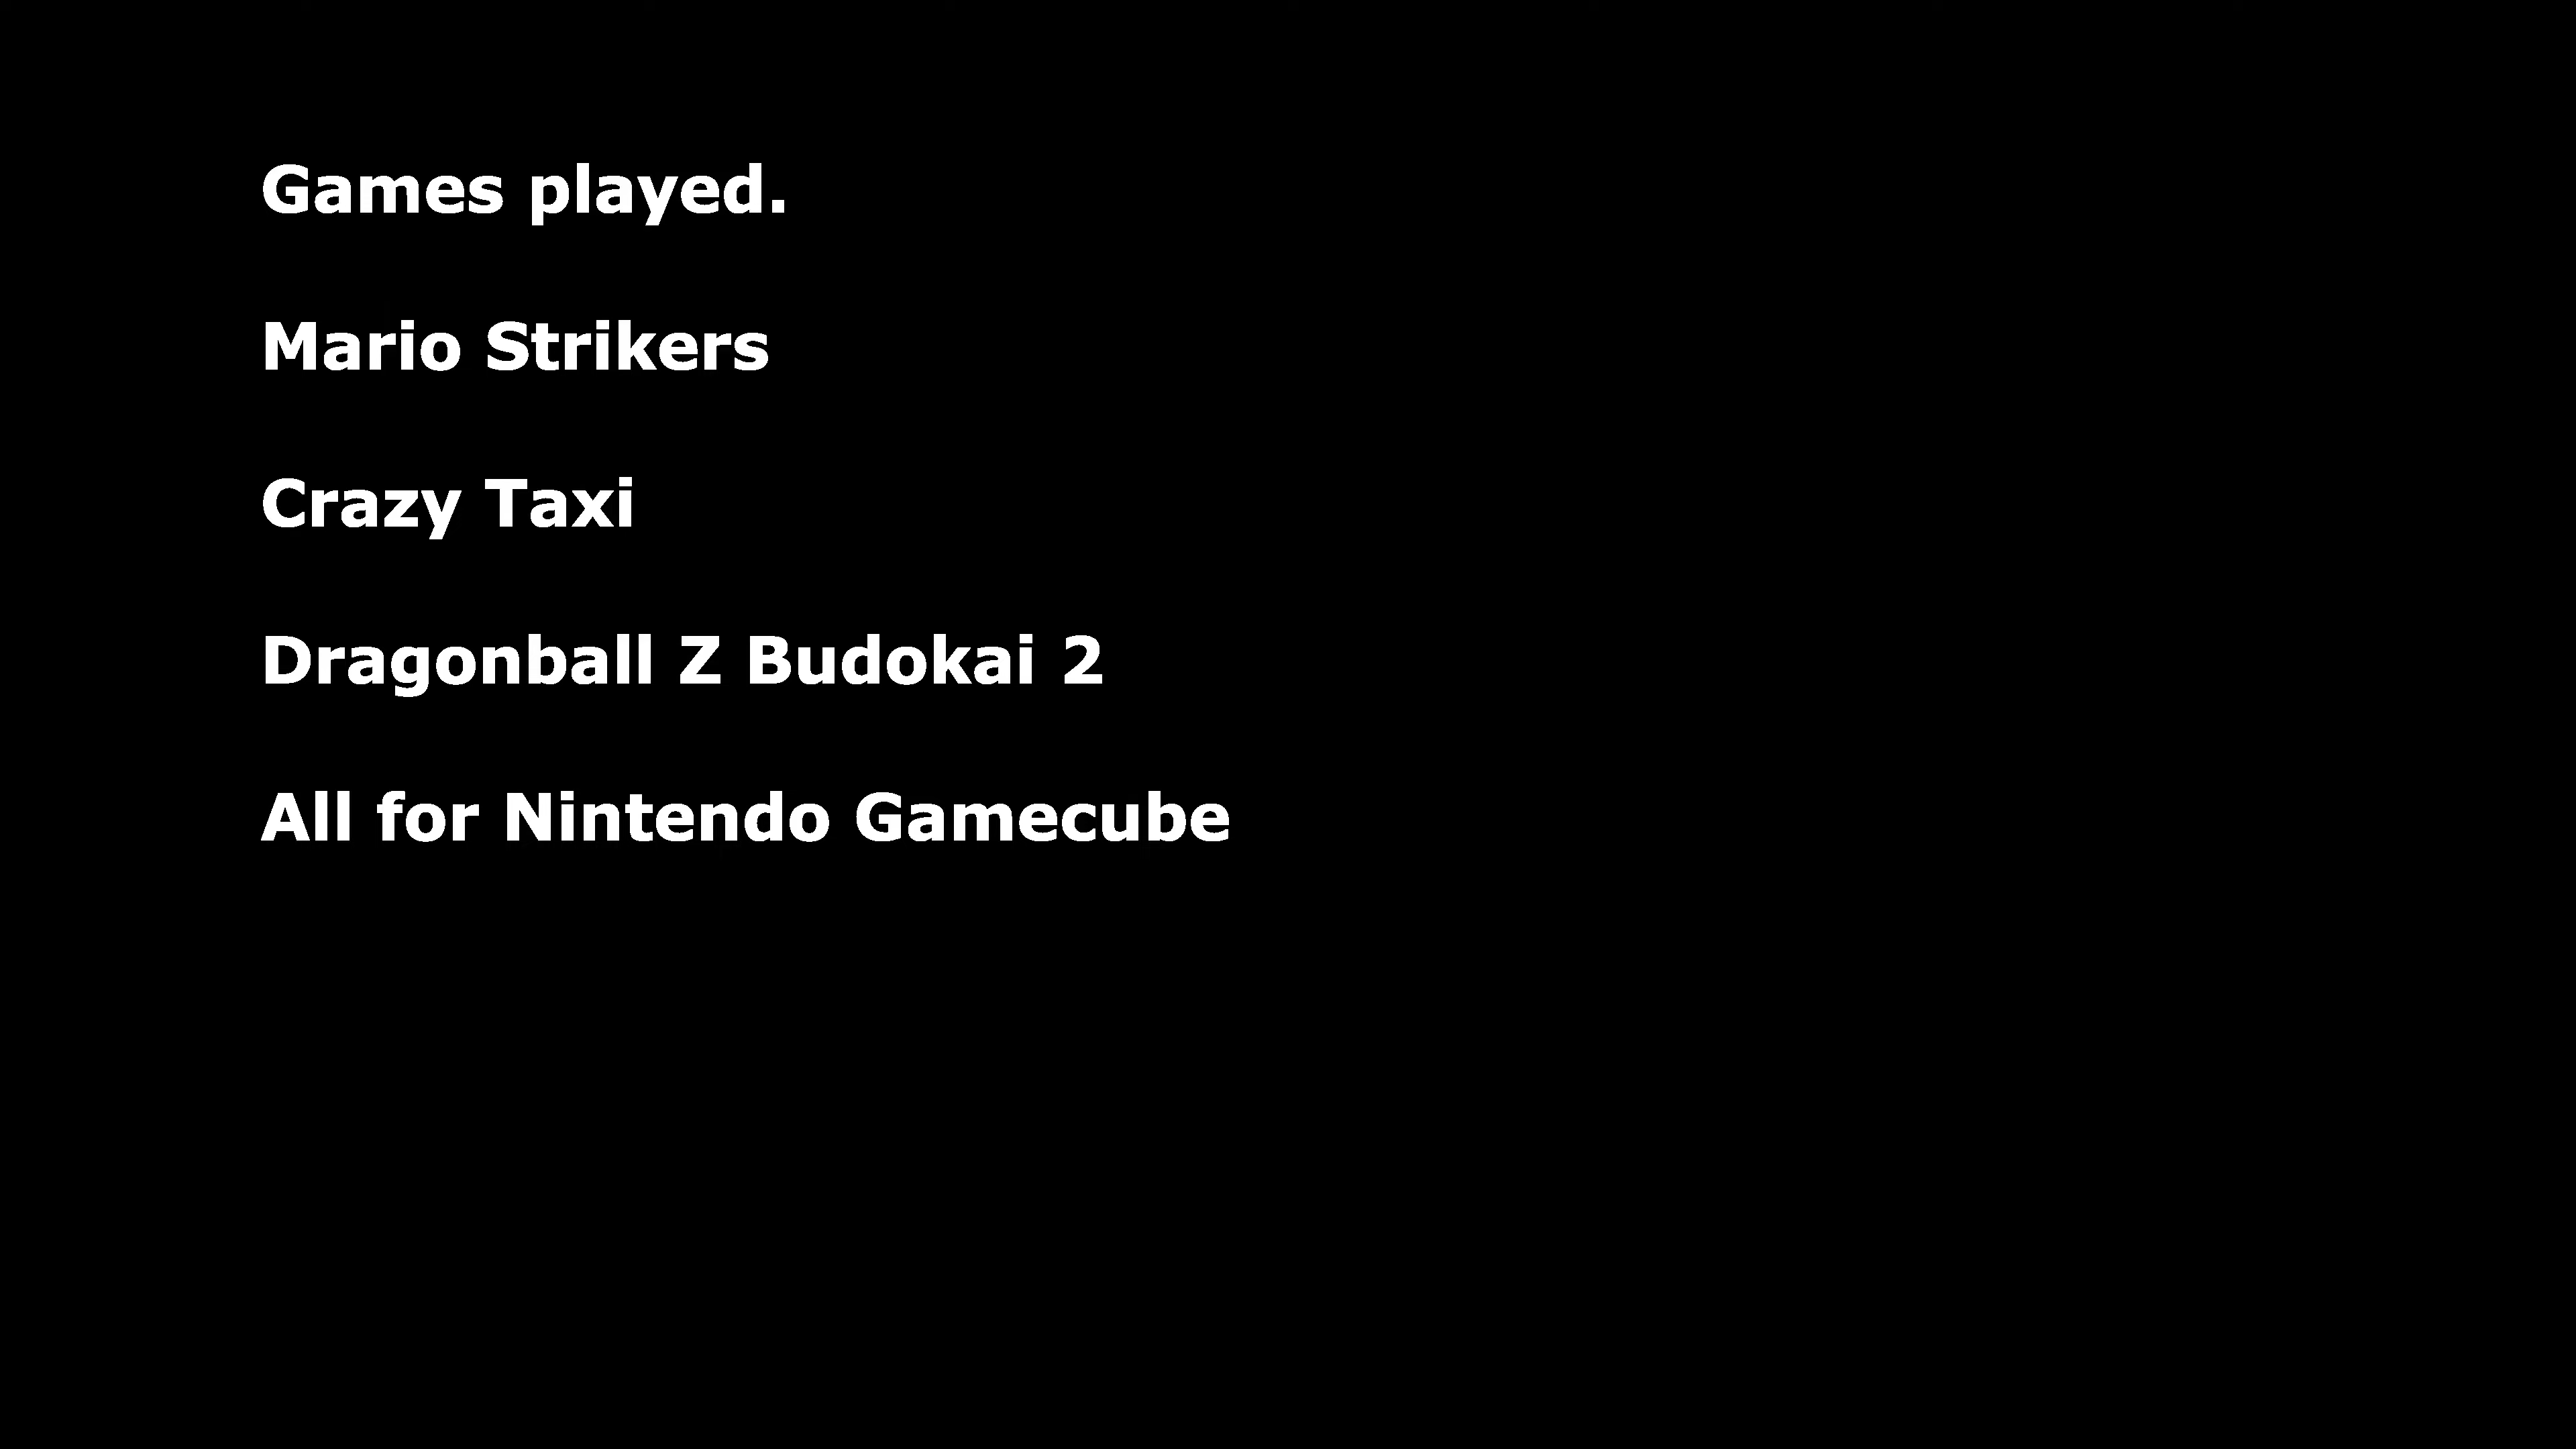 Games played.
Mario Strikers
Crazy Taxi
Dragonball Z Budokai 2
All for Nintendo Gamecube